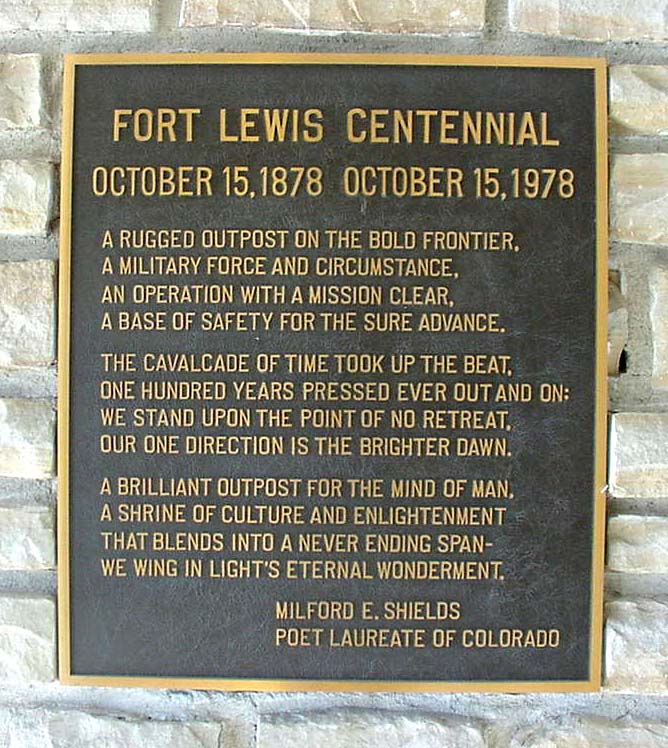 FORT LEWIS CENTENNIAL
OCTOBER 15, 1878 OCTOBER 15, 1978
A RUGGED OUTPOST ON THE BOLD FRONTIER,
A MILITARY FORCE AND CIRCUMSTANCE,
AN OPERATION WITH A MISSION CLEAR,
A BASE OF SAFETY FOR THE SURE ADVANCE.
THE CAVALCADE OF TIME TOOK UP THE BEAT,
ONE HUNDRED YEARS PRESSED EVER OUT AND ON:
WE STAND UPON THE POINT OF NO RETREAT,
OUR ONE DIRECTION IS THE BRIGHTER DAWN.
A BRILLIANT OUTPOST FOR THE MIND OF MAN,
A SHRINE OF CULTURE AND ENLIGHTENMENT
THAT BLENDS INTO A NEVER ENDING SPAN-
WE WING IN LIGHT'S ETERNAL WONDERMENT.
MILFORD E. SHIELDS
POET LAUREATE OF COLORADO